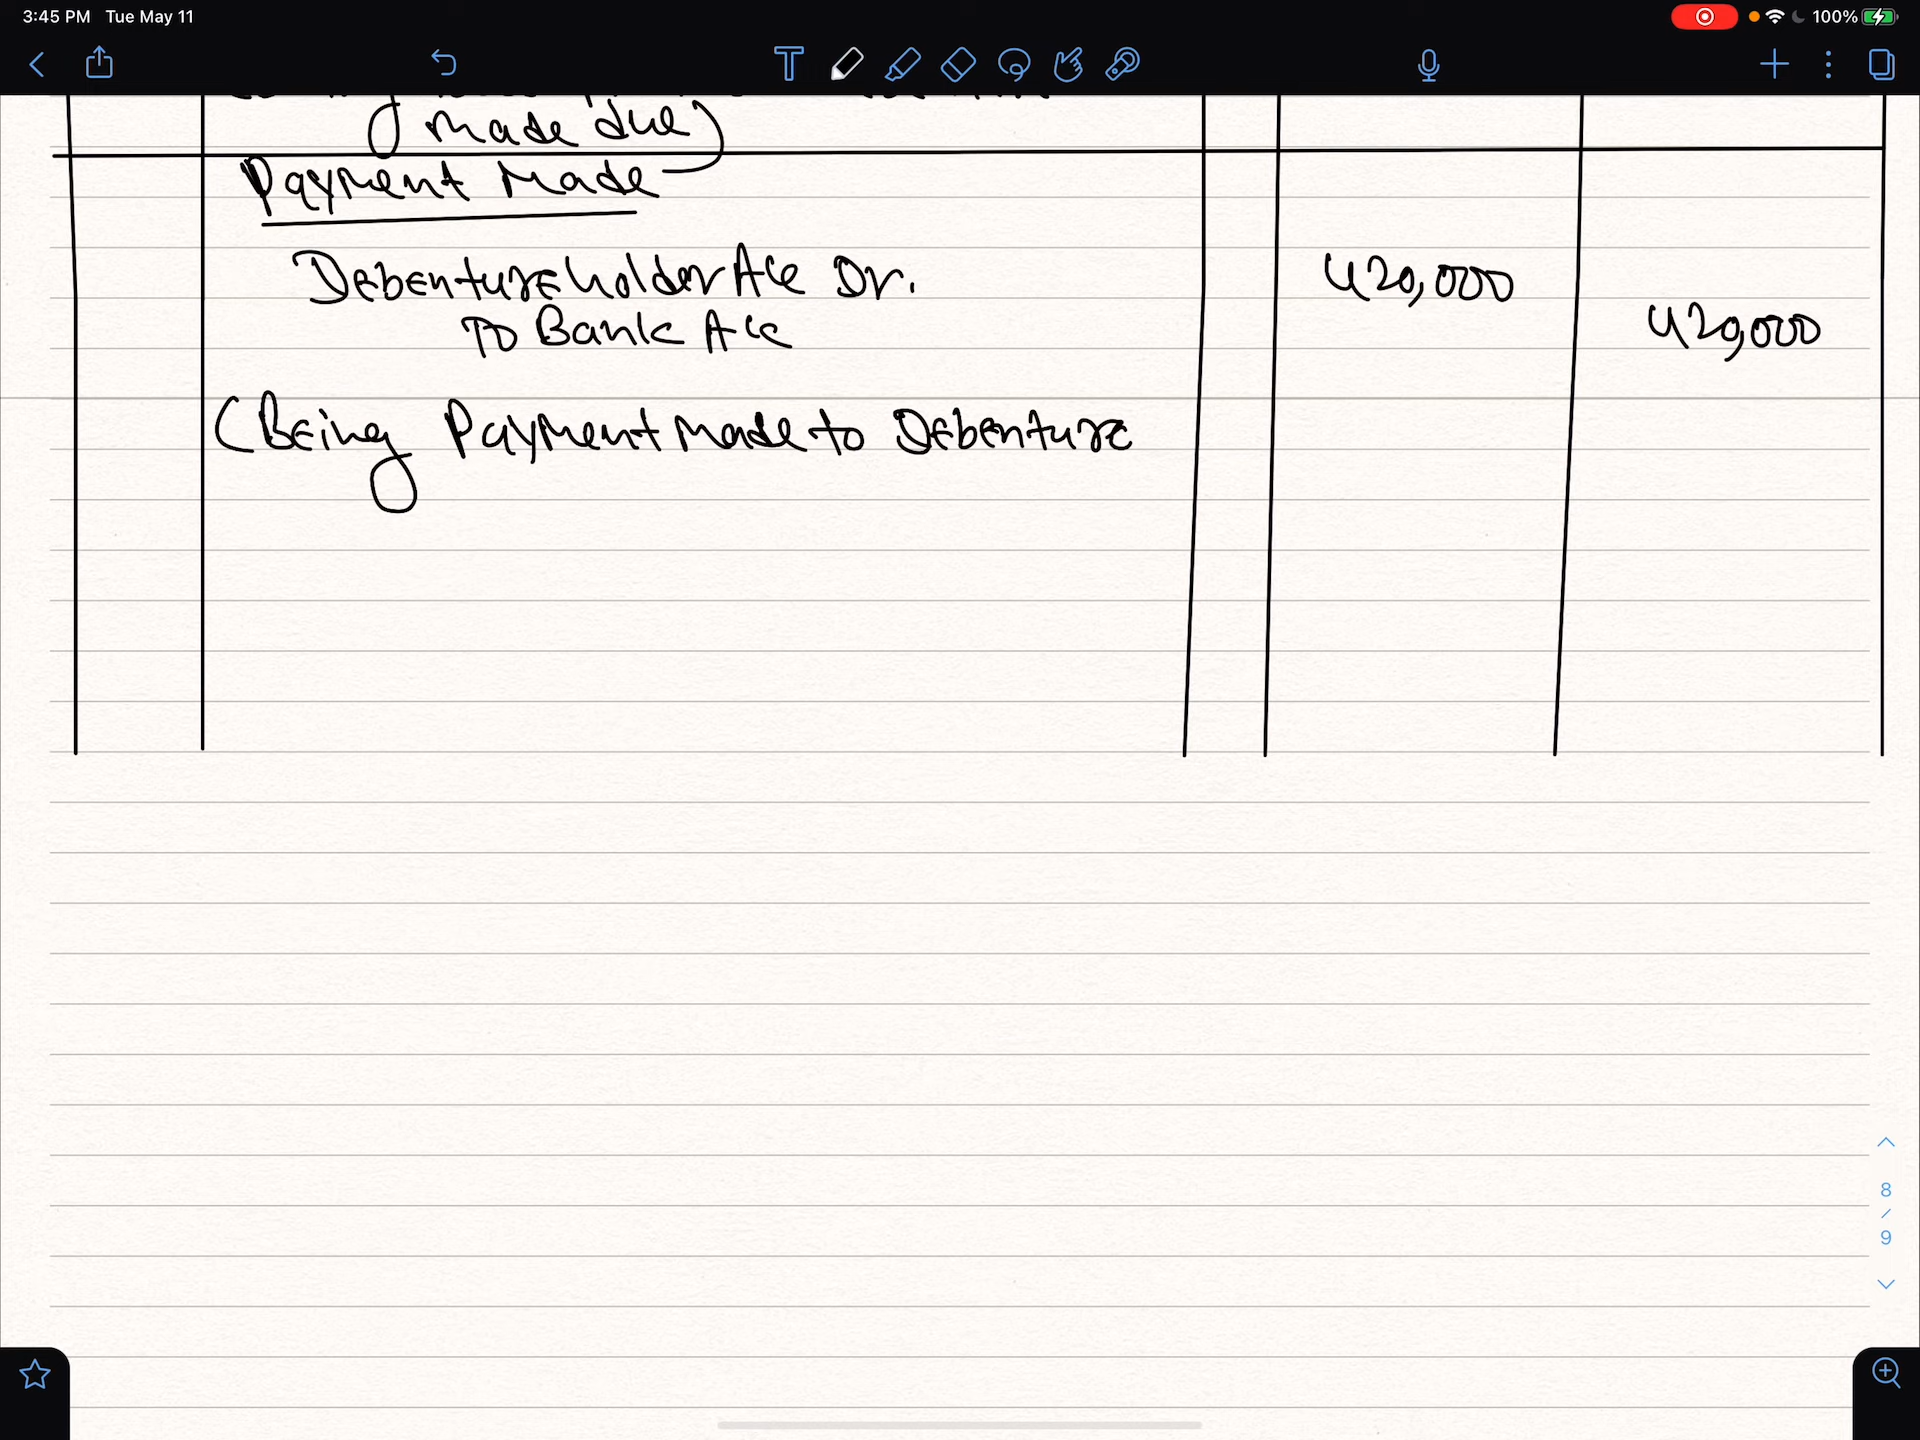 3:45 PM Tue May 11
100%
made due)
Payment Made
Debentureholder A/c Dr. 420,000
To Bank A/c 420,000
(Being Payment Made to Debenture
8
/
9